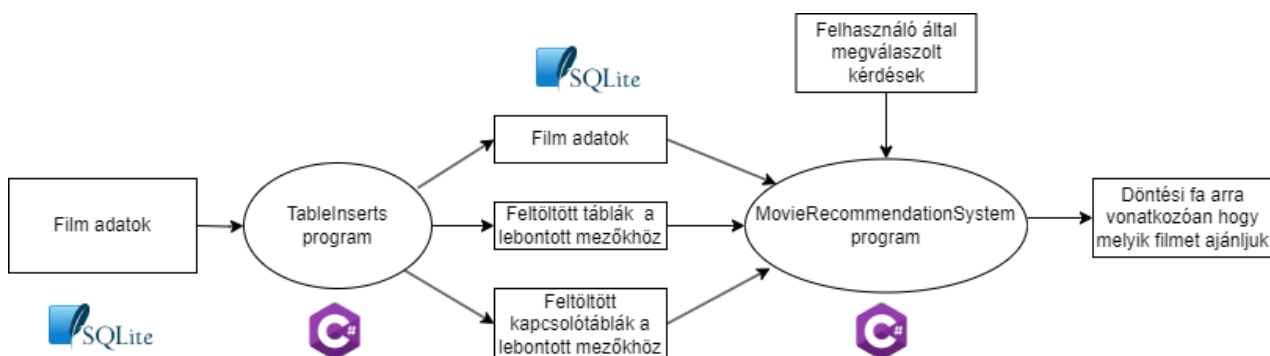 Film adatok
SQLite
TableInserts
program
C#
SQLite
Film adatok
Feltöltött táblák a
lebontott mezőkhöz
Feltöltött
kapcsolótáblák a
lebontott mezőkhöz
Felhasználó által
megválaszolt
kérdések
MovieRecommendationSystem
program
C#
Döntési fa arra
vonatkozóan hogy
melyik filmet ajánljuk